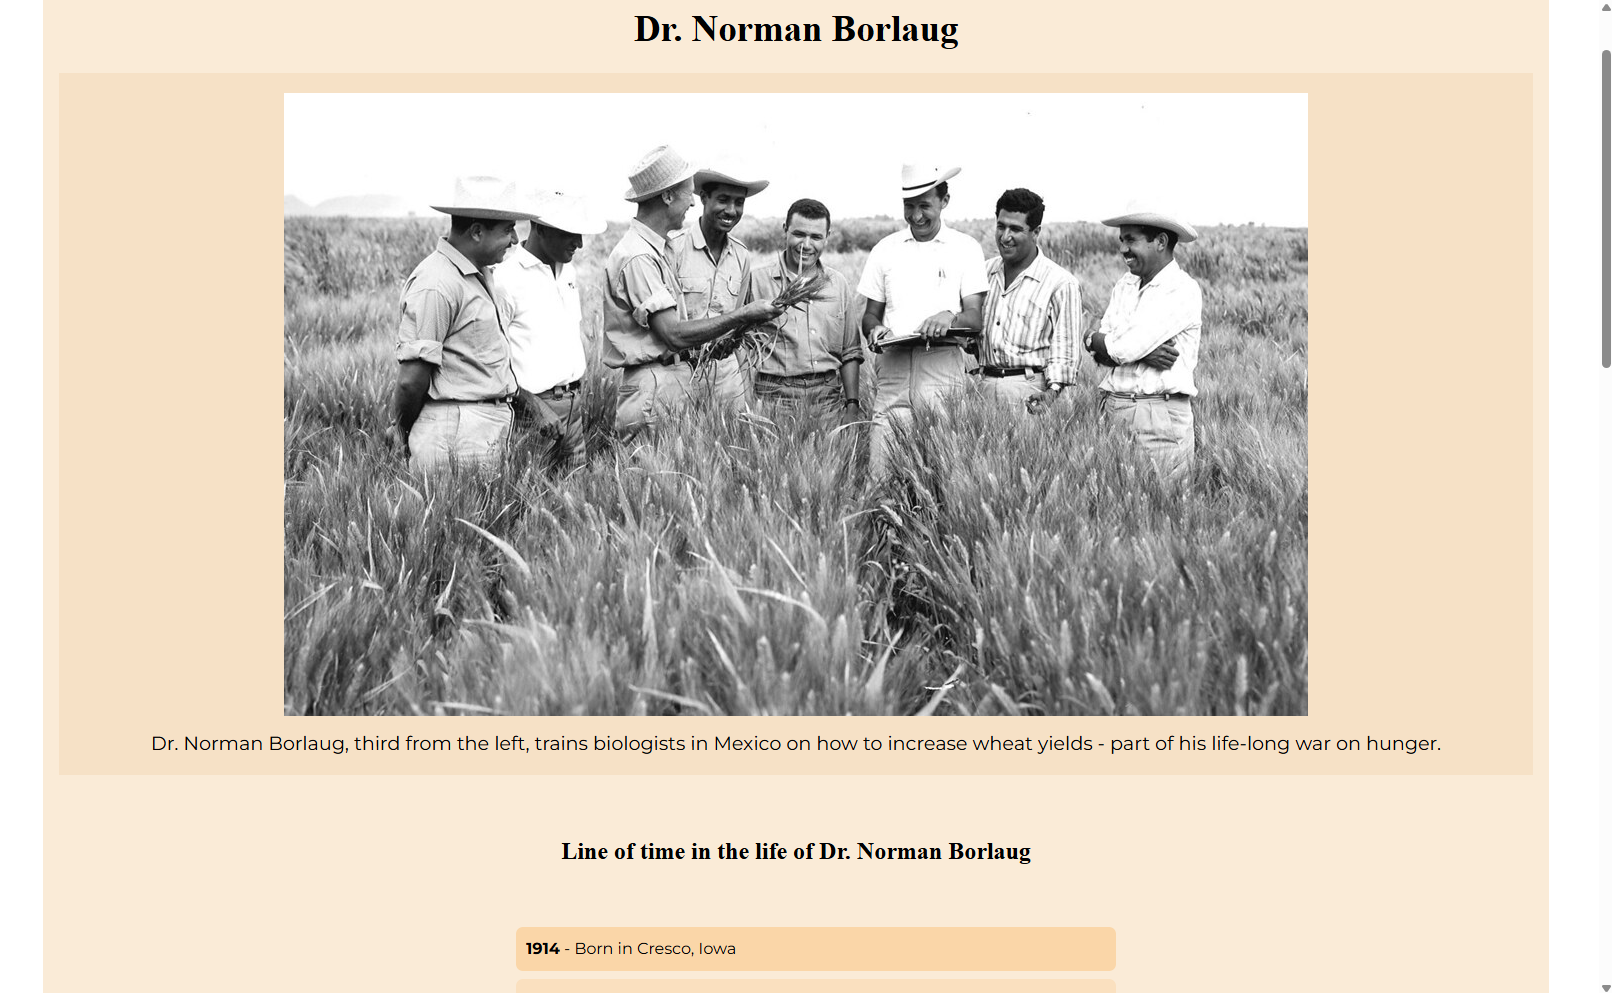 Dr. Norman Borlaug
Dr. Norman Borlaug, third from the left, trains biologists in Mexico on how to increase wheat yields - part of his life-long war on hunger.
Line of time in the life of Dr. Norman Borlaug
1914 - Born in Cresco, Iowa